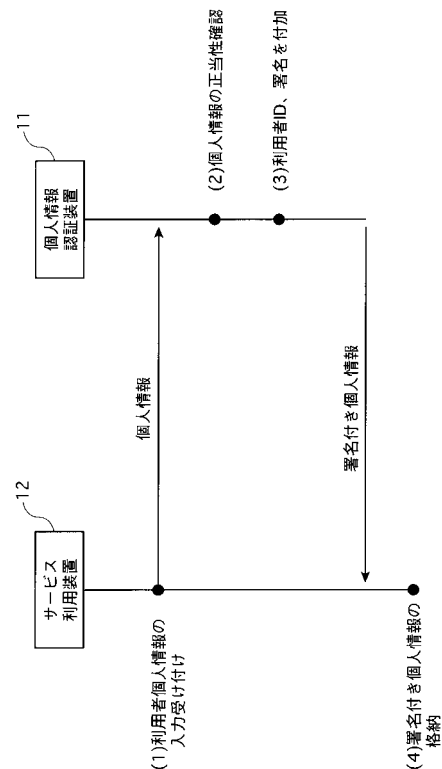 12
サービス
利用装置
11
個人情報
認証装置
(1)利用者個人情報の
入力受け付け
個人情報
(2)個人情報の正当性確認
(3)利用者ID、署名を付加
署名付き個人情報
(4)署名付き個人情報の
格納